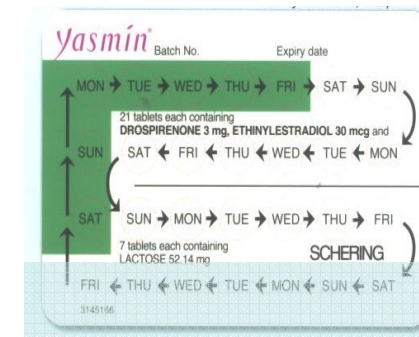 Yasmin®
Batch No. Expiry date
MON → TUE → WED → THU → FRI → SAT → SUN
21 tablets each containing
DROSPIRENONE 3 mg, ETHINYLESTRADIOL 30 mcg and
SUN SAT ← FRI ← THU ← WED ← TUE ← MON
SAT SUN → MON → TUE → WED → THU → FRI
7 tablets each containing
LACTOSE 52.14 mg
SCHERING
FRI ← THU ← WED ← TUE ← MON ← SUN ← SAT
3145166